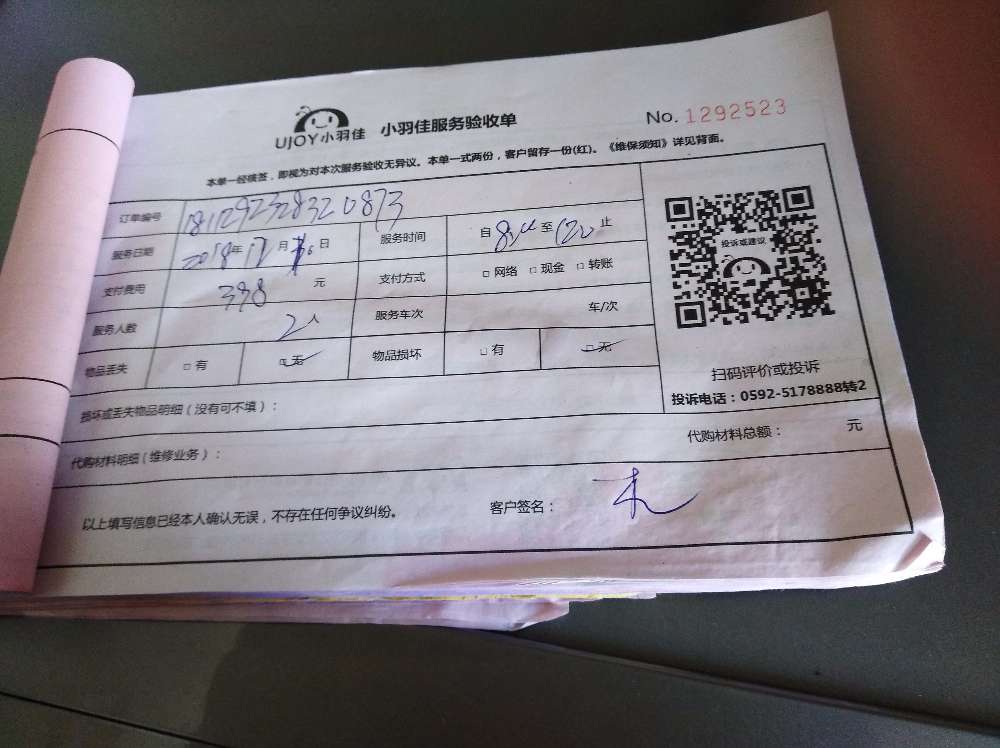 UJOY小羽佳 小羽佳服务验收单 No. 1292523
本单一经核签，即视为对本次服务验收无异议。本单一式两份，客户留存一份(红)。《维保须知》详见背面。
订单编号 18112923283320873
服务日期 2018年12月 日 服务时间 自 至 止
支付费用 398 元 支付方式 □ 网络 □ 现金 □ 转账
服务人数 2人 服务车次 车/次
物品丢失 □ 有 □ 无 物品损坏 □ 有 □ 无
投诉或建议
扫码评价或投诉
投诉电话：0592-5178888转2
损坏或丢失物品明细（没有可不填）：
代购材料明细（维修业务）： 代购材料总额： 元
以上填写信息已经本人确认无误，不存在任何争议纠纷。 客户签名：